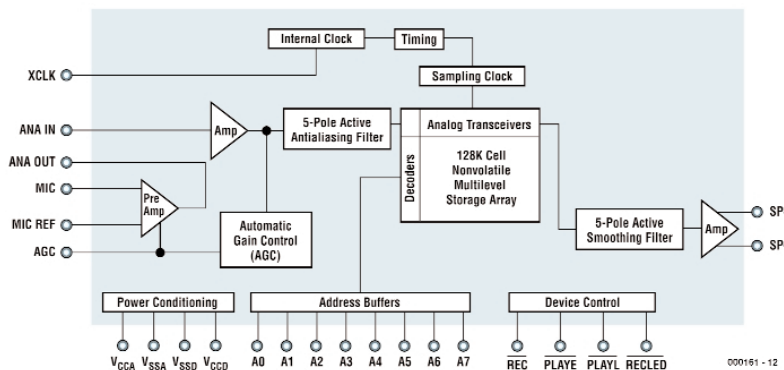 Internal Clock
Timing
XCLK
Sampling Clock
ANA IN
Amp
5-Pole Active
Antialiasing Filter
Analog Transceivers
Decoders
128K Cell
Nonvolatile
Multilevel
Storage Array
ANA OUT
MIC
Pre
Amp
MIC REF
AGC
Automatic
Gain Control
(AGC)
5-Pole Active
Smoothing Filter
Amp
SP
SP
Power Conditioning
Address Buffers
Device Control
VCCA
VSSA
VSSD
VCCD
A0
A1
A2
A3
A4
A5
A6
A7
REC
PLAYE
PLAYL
RECLED
000161 - 12